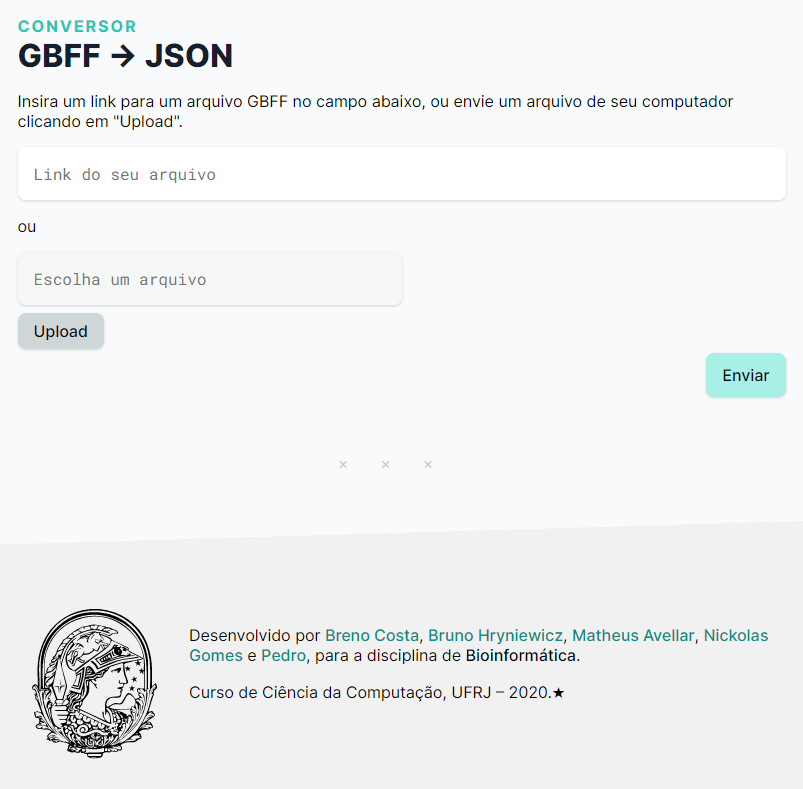 CONVERSOR
GBFF → JSON
Insira um link para um arquivo GBFF no campo abaixo, ou envie um arquivo de seu computador
clicando em "Upload".
Link do seu arquivo
ou
Escolha um arquivo
Upload
Enviar
× × ×
Desenvolvido por Breno Costa, Bruno Hryniewicz, Matheus Avellar, Nickolas
Gomes e Pedro, para a disciplina de Bioinformática.
Curso de Ciência da Computação, UFRJ – 2020.★